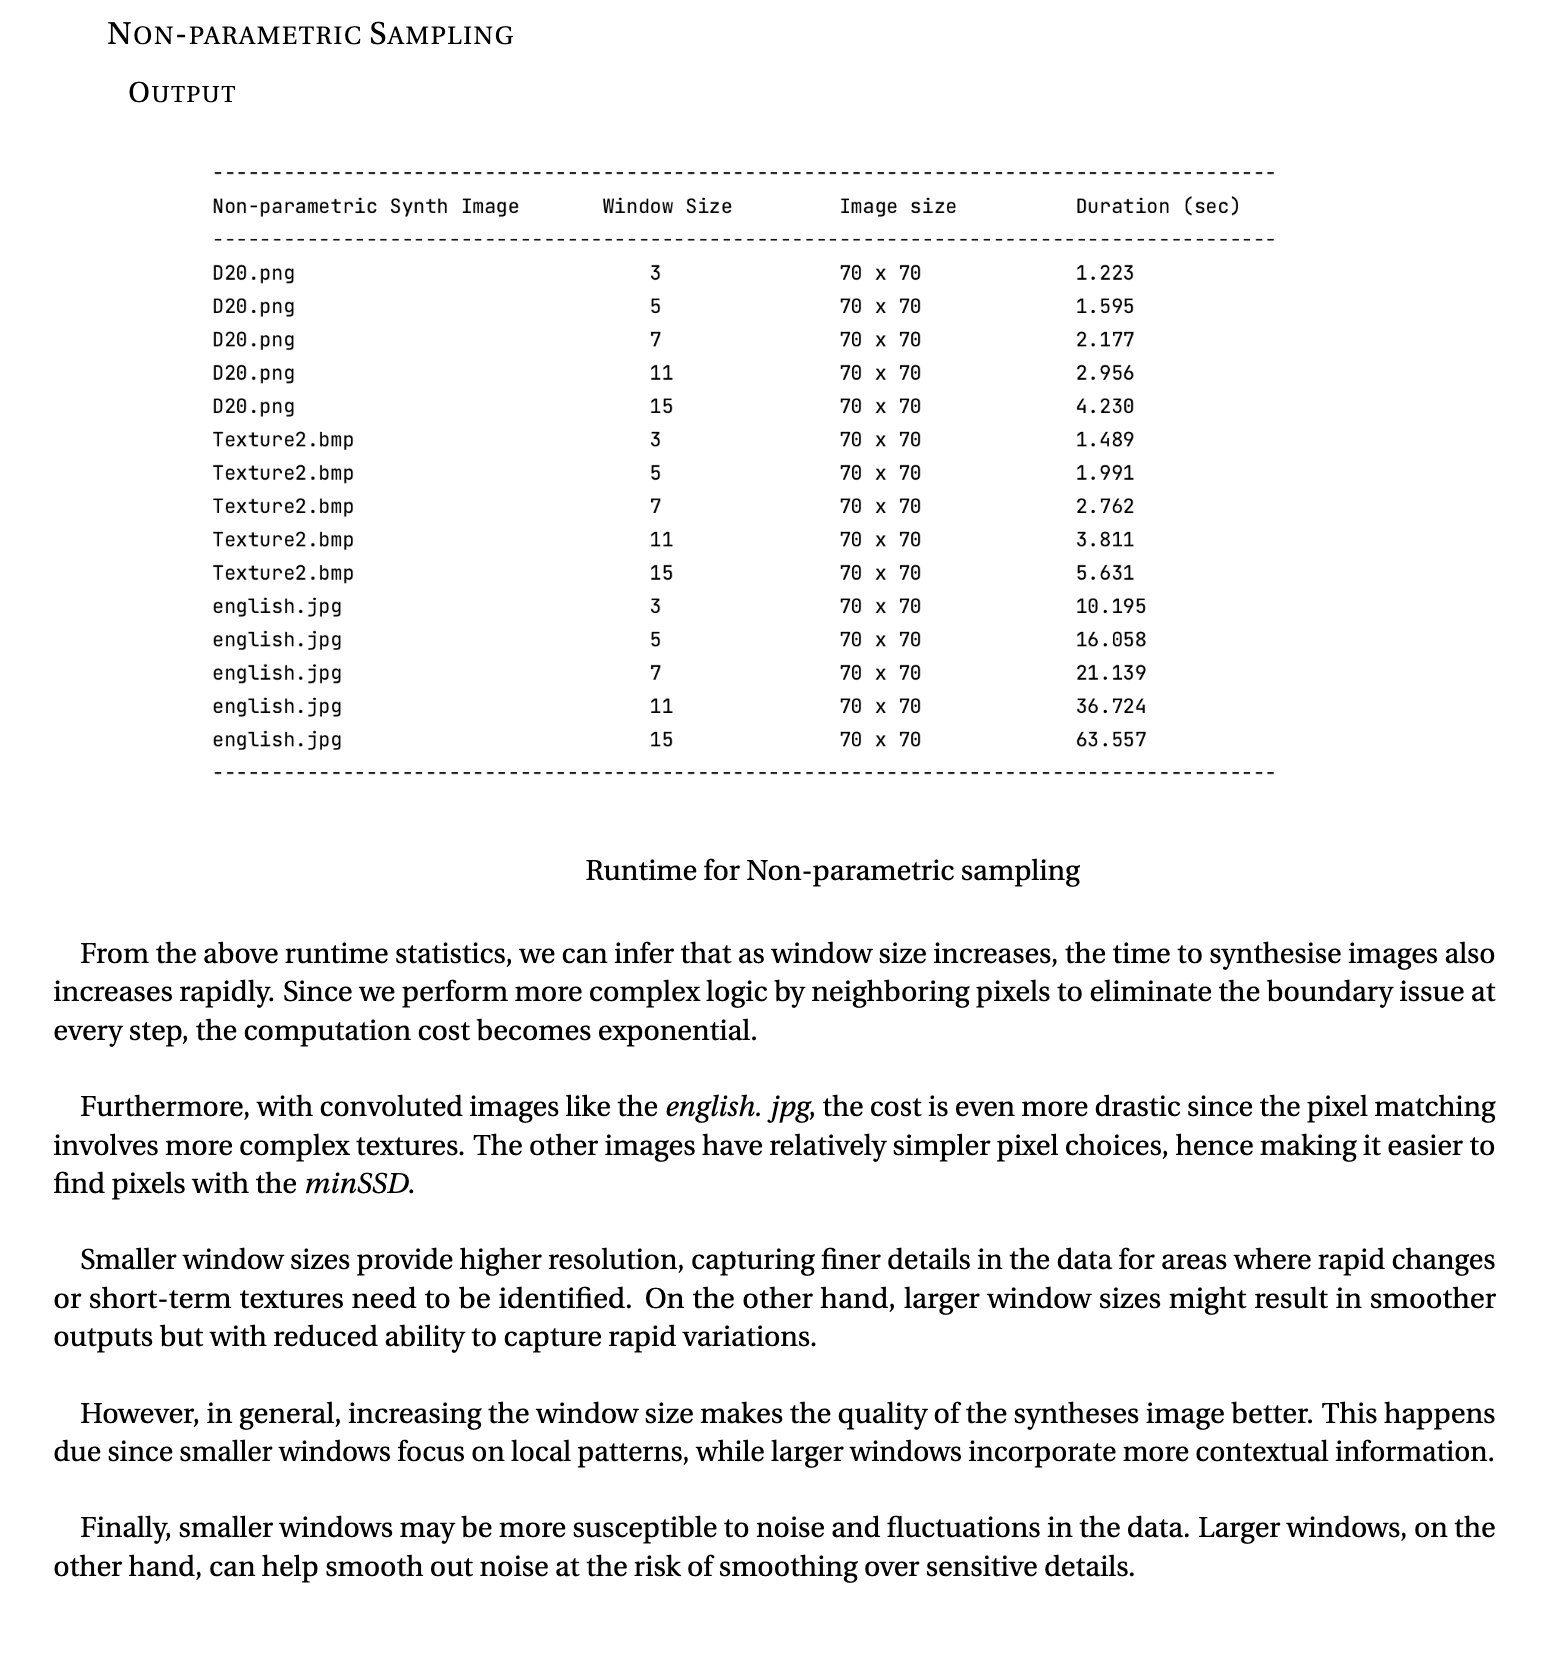 NON-PARAMETRIC SAMPLING
OUTPUT
--------------------------------------------------------------------------------------------
Non-parametric Synth Image Window Size Image size Duration (sec)
--------------------------------------------------------------------------------------------
D20.png 3 70 x 70 1.223
D20.png 5 70 x 70 1.595
D20.png 7 70 x 70 2.177
D20.png 11 70 x 70 2.956
D20.png 15 70 x 70 4.230
Texture2.bmp 3 70 x 70 1.489
Texture2.bmp 5 70 x 70 1.991
Texture2.bmp 7 70 x 70 2.762
Texture2.bmp 11 70 x 70 3.811
Texture2.bmp 15 70 x 70 5.631
english.jpg 3 70 x 70 10.195
english.jpg 5 70 x 70 16.058
english.jpg 7 70 x 70 21.139
english.jpg 11 70 x 70 36.724
english.jpg 15 70 x 70 63.557
--------------------------------------------------------------------------------------------
Runtime for Non-parametric sampling
From the above runtime statistics, we can infer that as window size increases, the time to synthesise images also
increases rapidly. Since we perform more complex logic by neighboring pixels to eliminate the boundary issue at
every step, the computation cost becomes exponential.
Furthermore, with convoluted images like the english. jpg, the cost is even more drastic since the pixel matching
involves more complex textures. The other images have relatively simpler pixel choices, hence making it easier to
find pixels with the minSSD.
Smaller window sizes provide higher resolution, capturing finer details in the data for areas where rapid changes
or short-term textures need to be identified. On the other hand, larger window sizes might result in smoother
outputs but with reduced ability to capture rapid variations.
However, in general, increasing the window size makes the quality of the syntheses image better. This happens
due since smaller windows focus on local patterns, while larger windows incorporate more contextual information.
Finally, smaller windows may be more susceptible to noise and fluctuations in the data. Larger windows, on the
other hand, can help smooth out noise at the risk of smoothing over sensitive details.